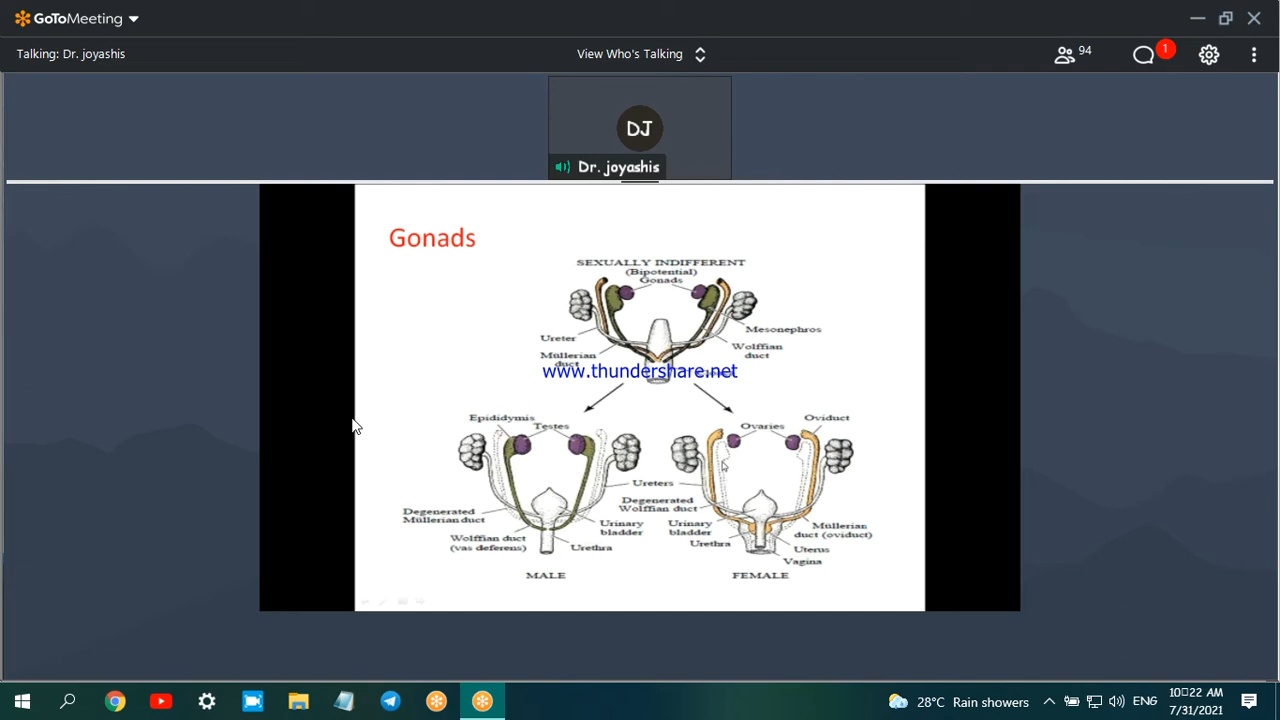 GoToMeeting
Talking: Dr. joyashis
View Who's Talking
94
1
DJ
Dr. joyashis
Gonads
SEXUALLY INDIFFERENT
(Bipotential)
Gonads
Mesonephros
Ureter
Wolffian
duct
Müllerian
duct
www.thundershare.net
Epididymis
Testes
Ovaries
Oviduct
Ureters
Degenerated
Müllerian duct
Degenerated
Wolffian duct
Wolffian duct
(vas deferens)
Urinary
bladder
Urethra
Urinary
bladder
Urethra
Müllerian
duct (oviduct)
Uterus
Vagina
MALE
FEMALE
28°C Rain showers
ENG
10:22 AM
7/31/2021